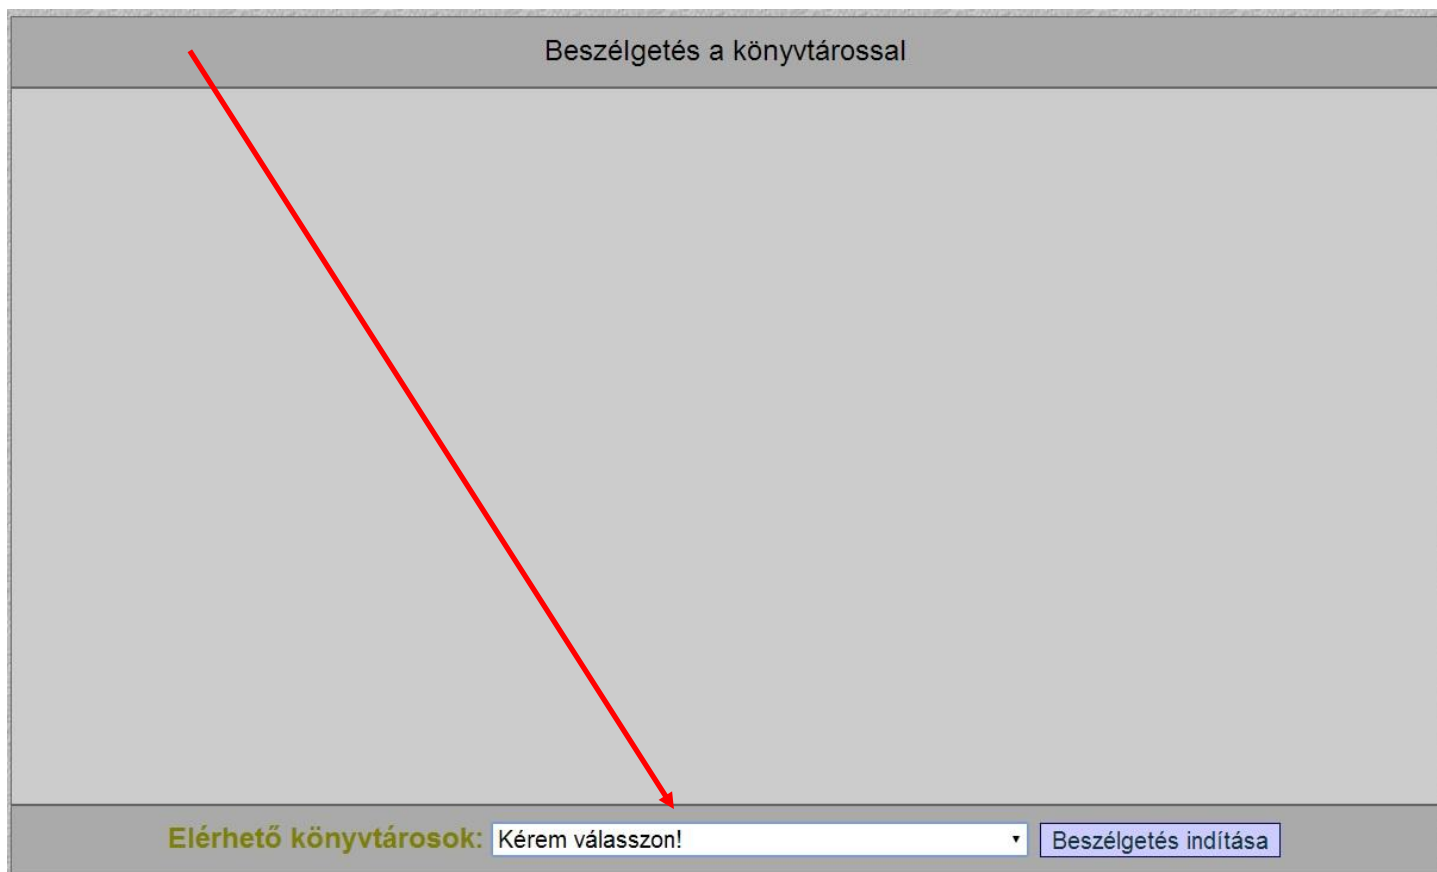 Beszélgetés a könyvtárossal
Elérhető könyvtárosok: Kérem válasszon! Beszélgetés indítása